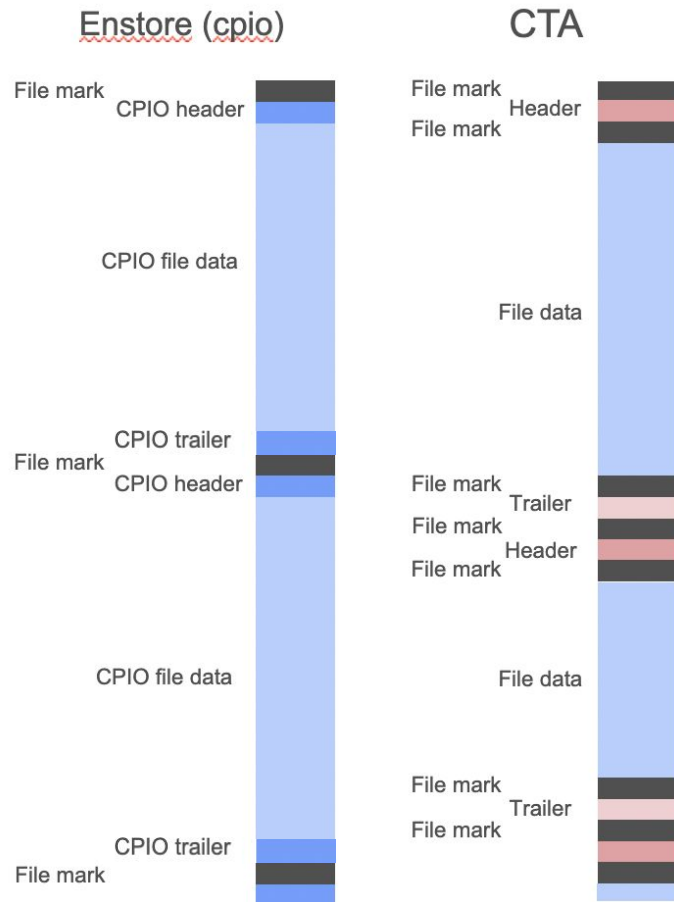 Enstore (cpio)
File mark
CPIO header
CPIO file data
CPIO trailer
File mark
CPIO header
CPIO file data
CPIO trailer
File mark
CTA
File mark
Header
File mark
File data
File mark
Trailer
File mark
Header
File mark
File data
File mark
Trailer
File mark